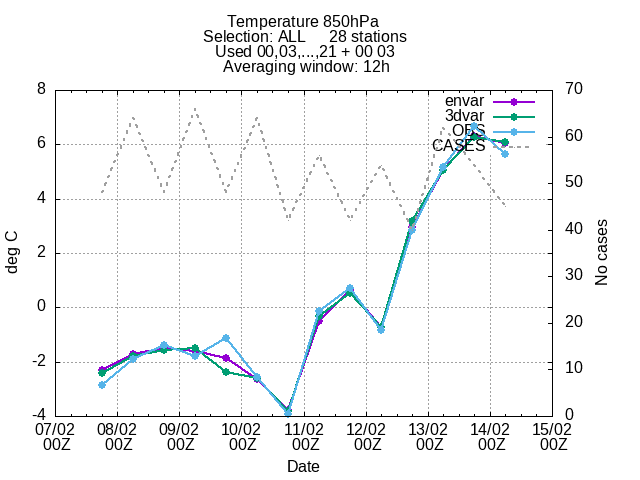 Temperature 850hPa
Selection: ALL     28 stations
Used 00,03,...,21 + 00 03
Averaging window: 12h
8
6
4
2
0
-2
-4
deg C
70
60
50
40
30
20
10
0
No cases
envar
3dvar
OBS
CASES
07/02 08/02 09/02 10/02 11/02 12/02 13/02 14/02 15/02
00Z 00Z 00Z 00Z 00Z 00Z 00Z 00Z 00Z
Date